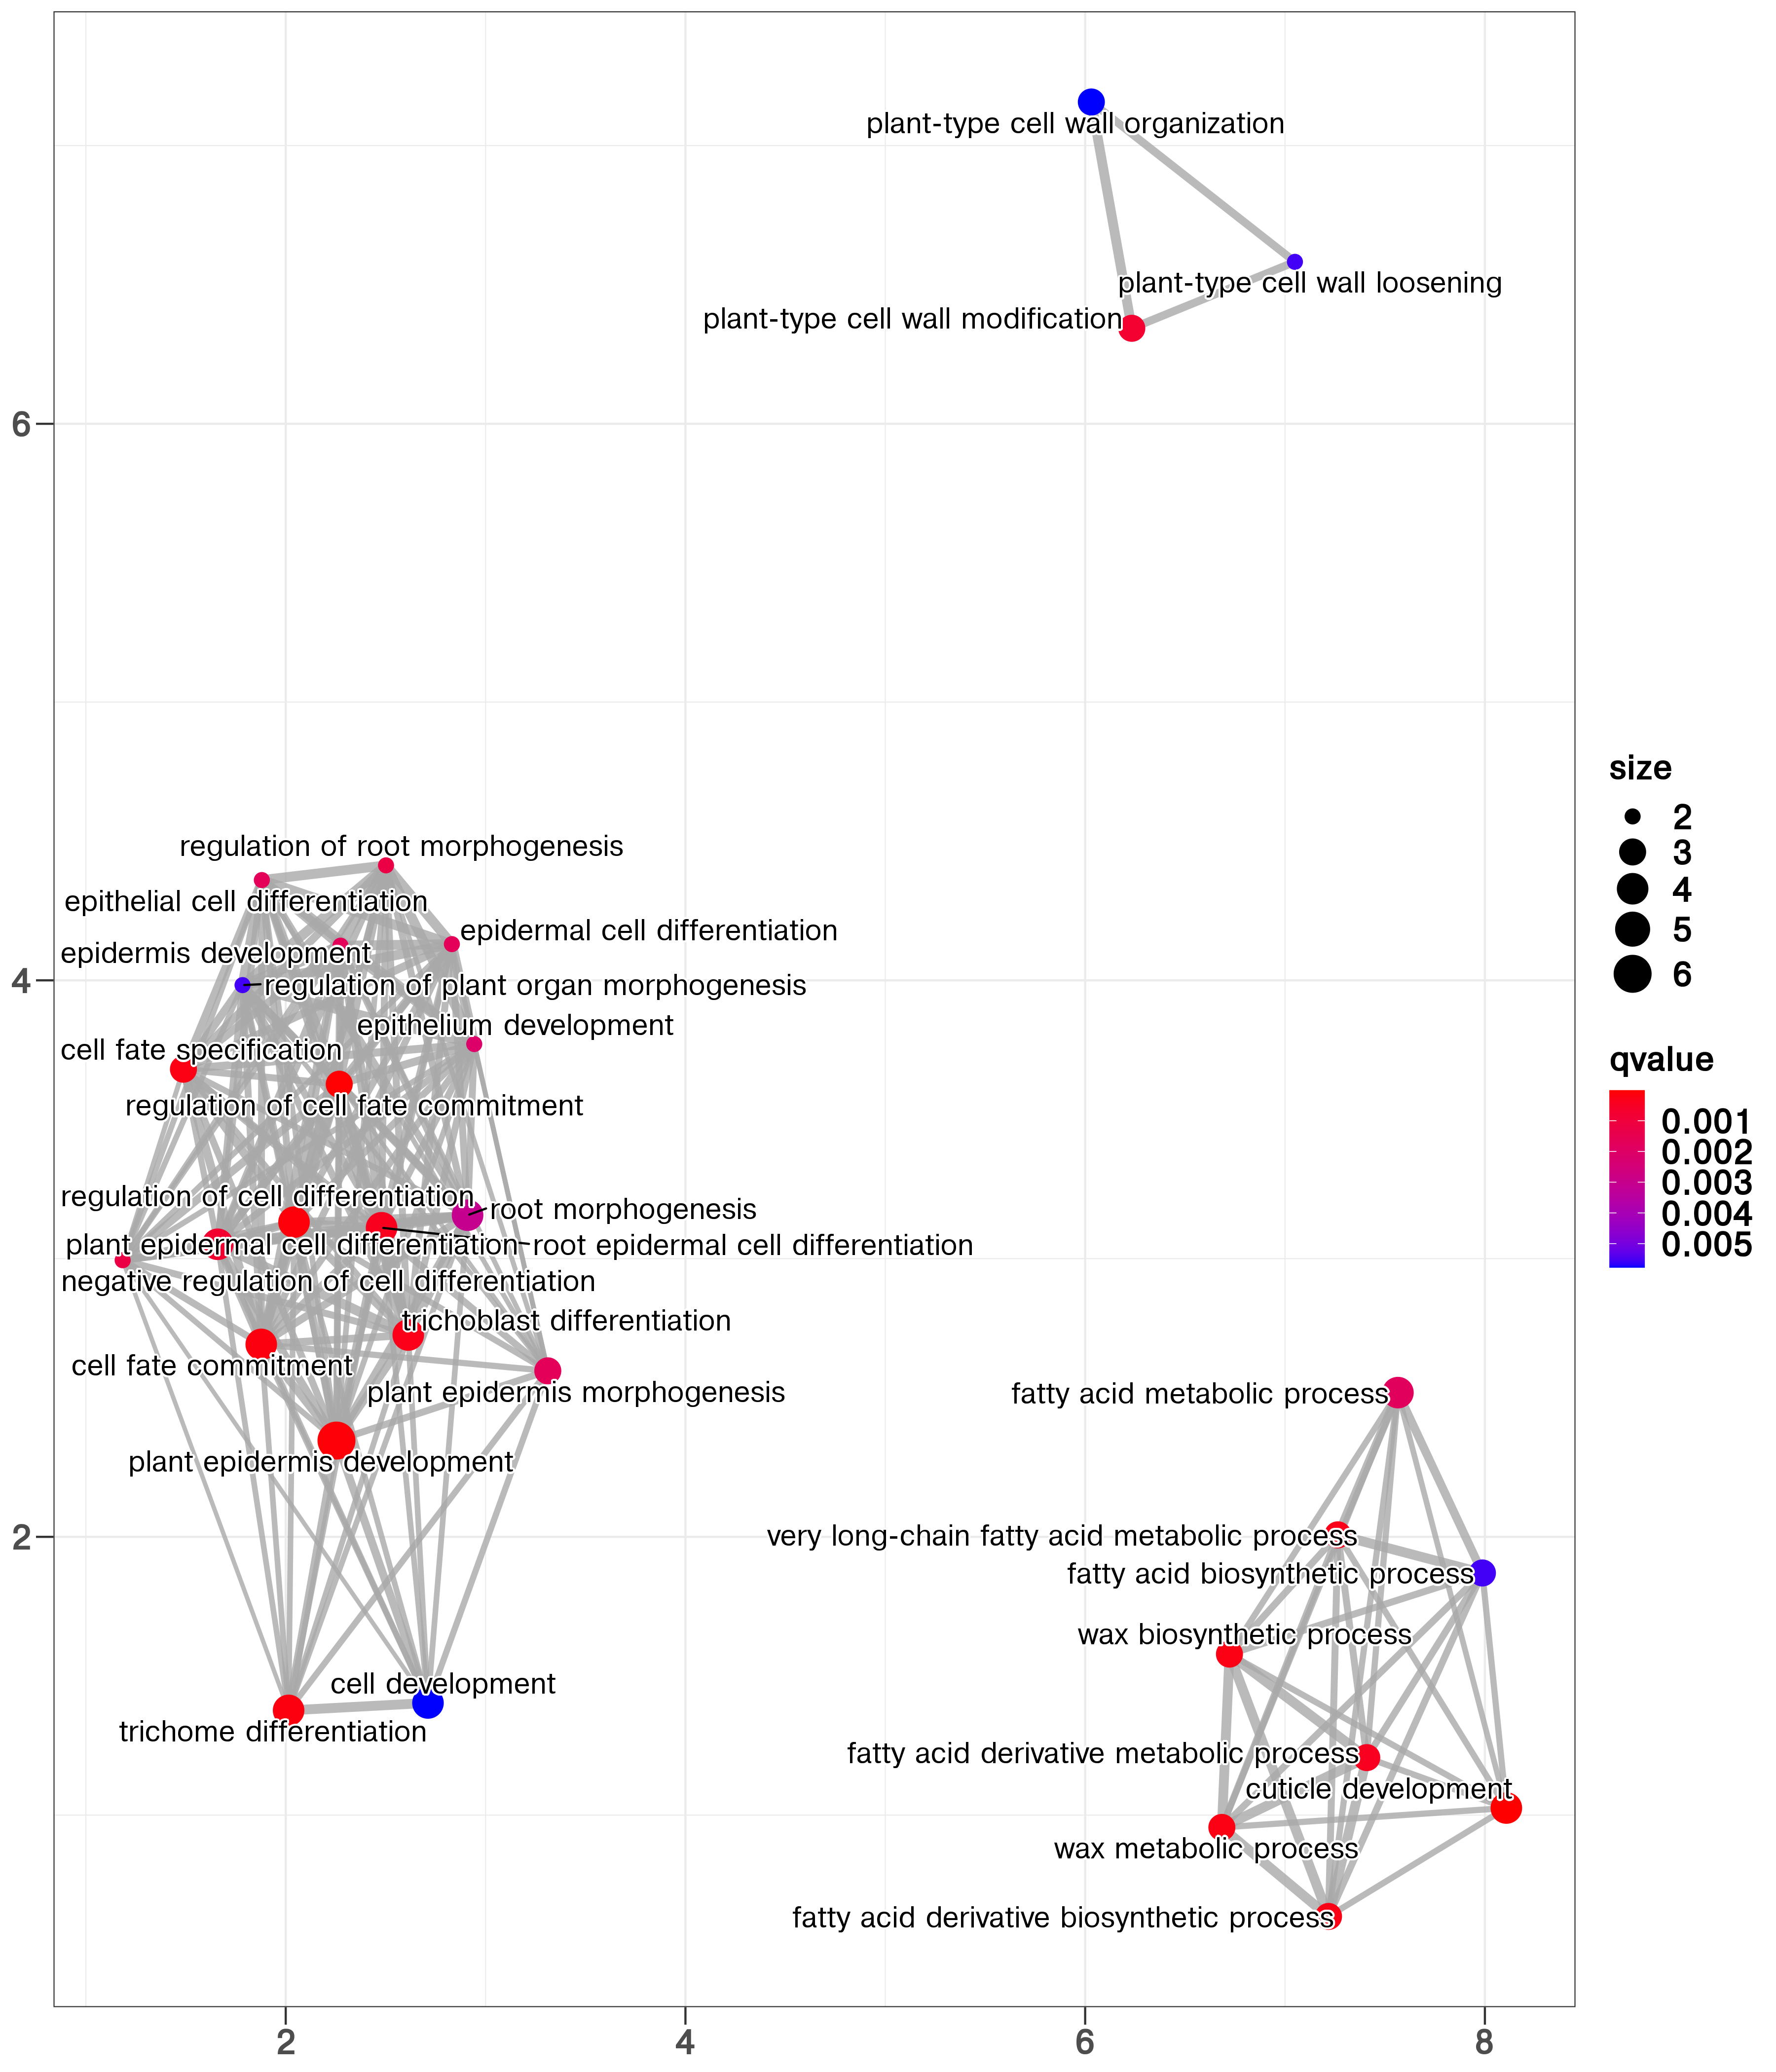 plant-type cell wall organization
plant-type cell wall loosening
plant-type cell wall modification
6
size
2
3
4
5
6
regulation of root morphogenesis
epithelial cell differentiation
epidermal cell differentiation
epidermis development
4
regulation of plant organ morphogenesis
epithelium development
cell fate specification
qvalue
regulation of cell fate commitment
0.001
0.002
0.003
0.004
0.005
regulation of cell differentiation
root morphogenesis
plant epidermal cell differentiation
root epidermal cell differentiation
negative regulation of cell differentiation
trichoblast differentiation
cell fate commitment
plant epidermis morphogenesis
fatty acid metabolic process
plant epidermis development
2
very long-chain fatty acid metabolic process
fatty acid biosynthetic process
wax biosynthetic process
cell development
trichome differentiation
fatty acid derivative metabolic process
cuticle development
wax metabolic process
fatty acid derivative biosynthetic process
2
4
6
8